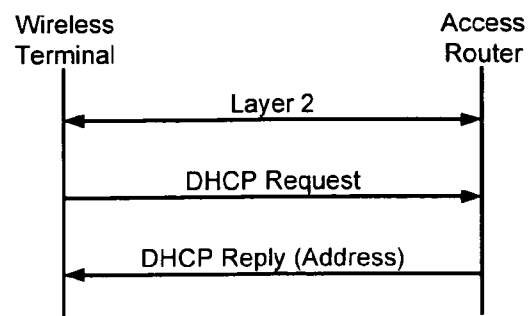 Wireless
Terminal
Access
Router
Layer 2
DHCP Request
DHCP Reply (Address)